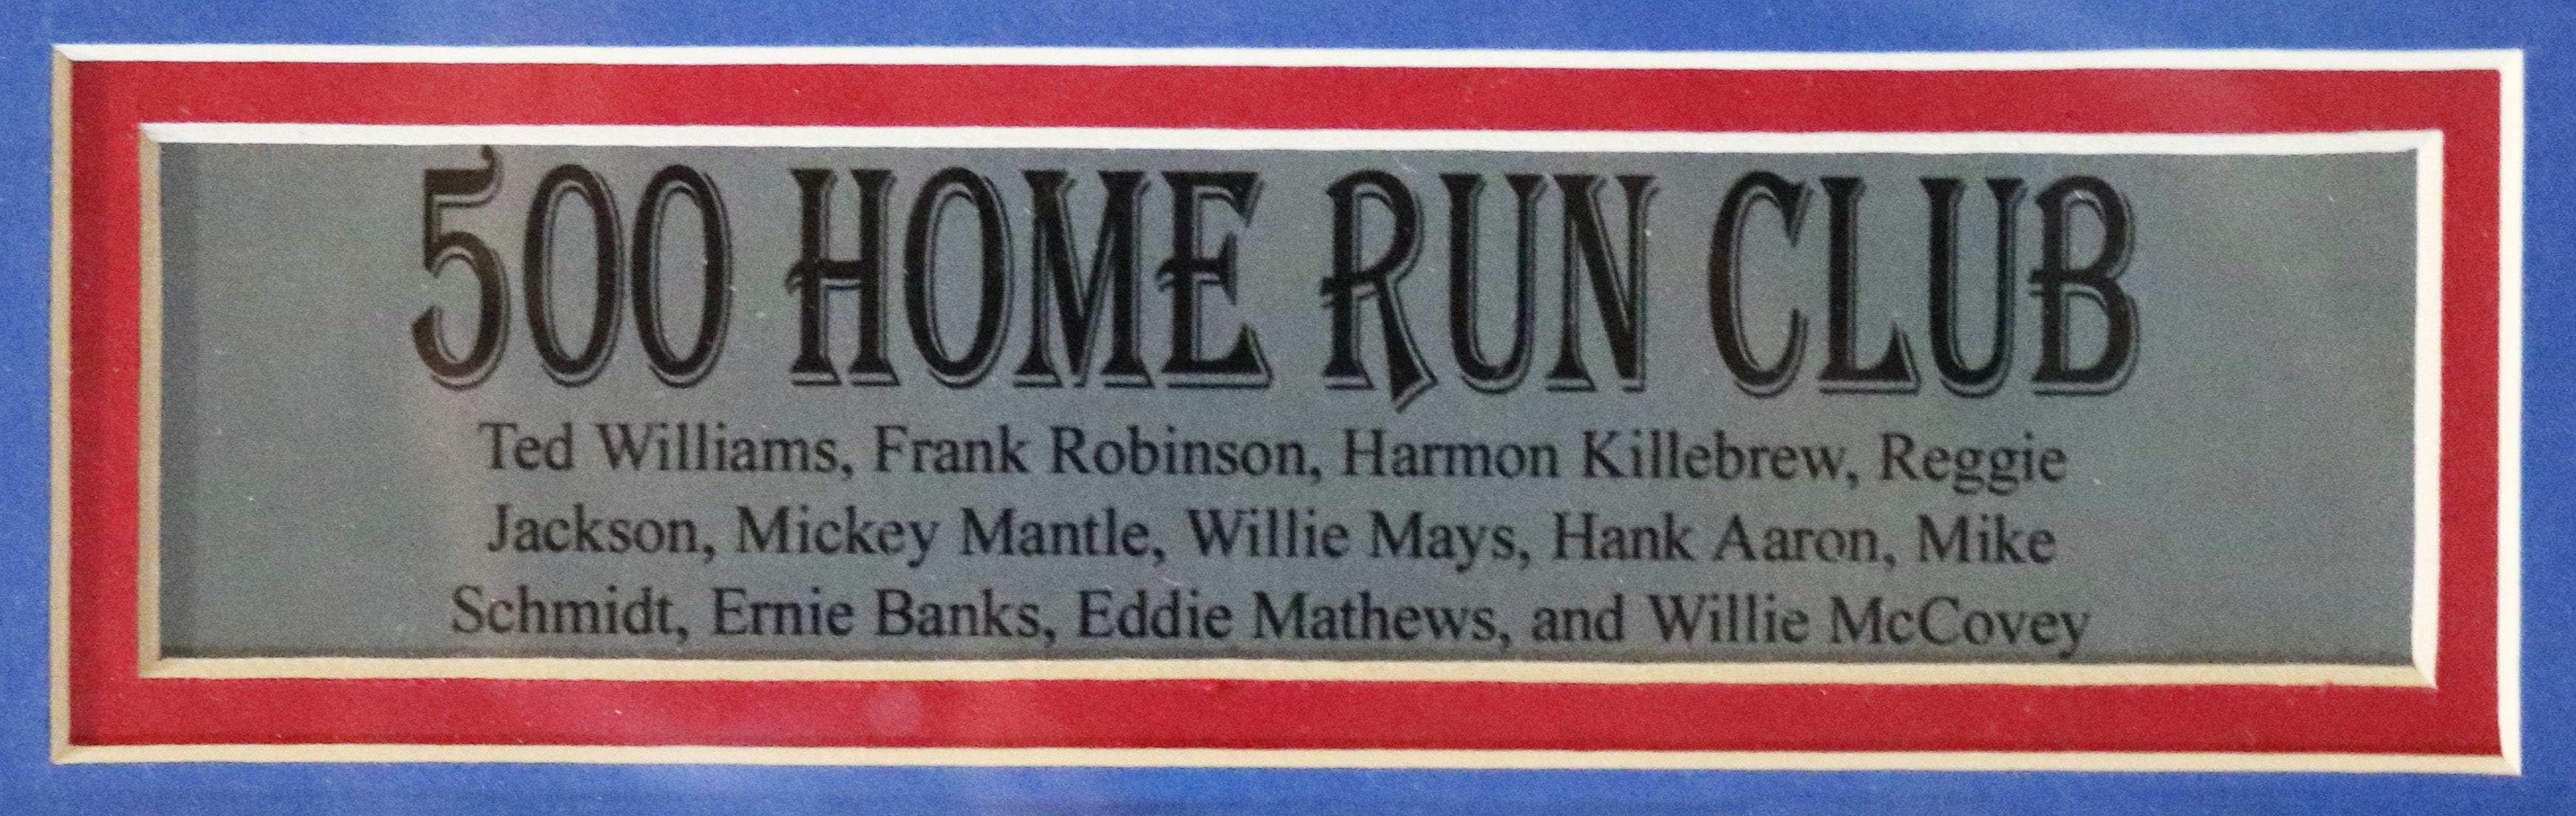 500 HOME RUN CLUB
Ted Williams, Frank Robinson, Harmon Killebrew, Reggie
Jackson, Mickey Mantle, Willie Mays, Hank Aaron, Mike
Schmidt, Ernie Banks, Eddie Mathews, and Willie McCovey